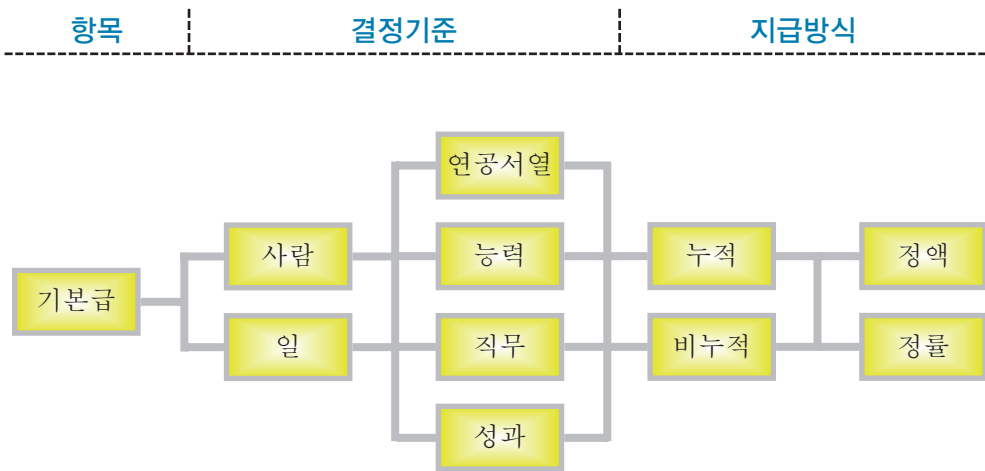 항목 결정기준 지급방식
연공서열
사람 능력 누적 정액
기본급
일 직무 비누적 정률
성과